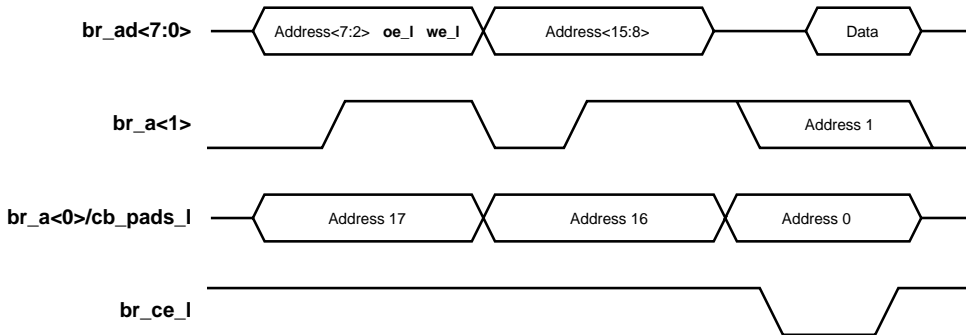 br_ad<7:0> Address<7:2> oe_l we_l Address<15:8> Data
br_a<1> Address 1
br_a<0>/cb_pads_l Address 17 Address 16 Address 0
br_ce_l